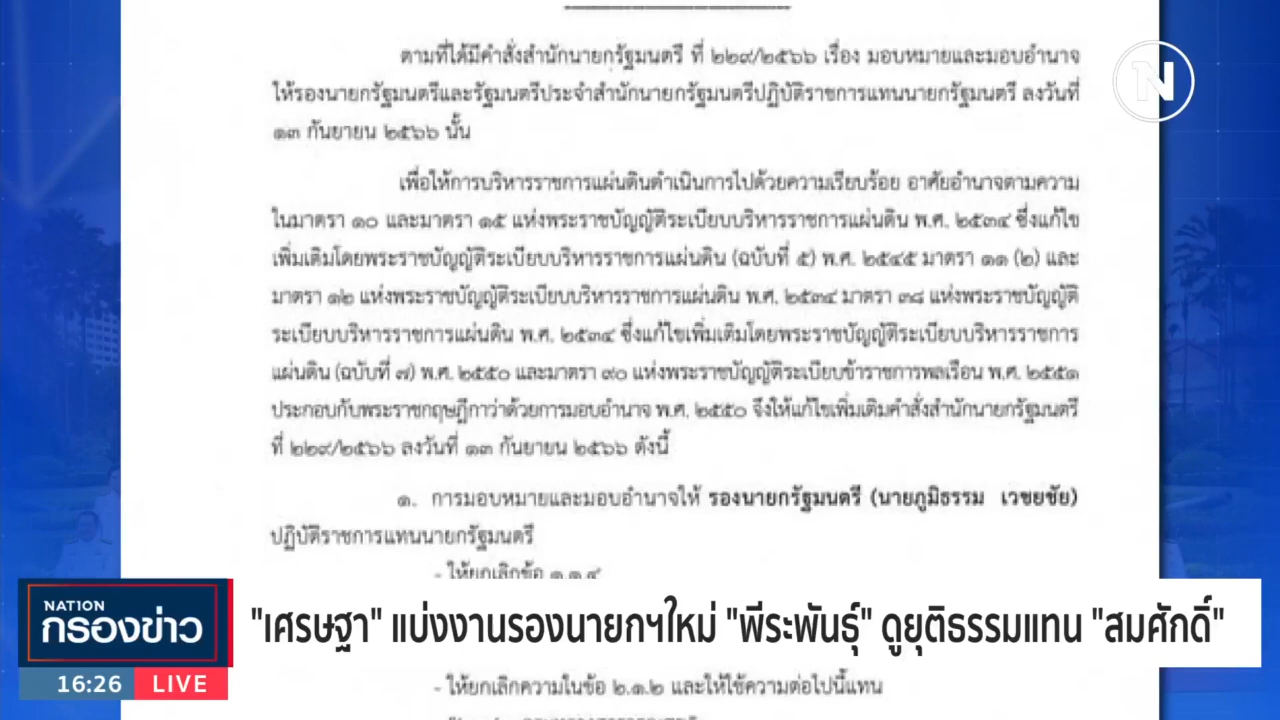 ตามที่ได้มีคำสั่งสำนักนายกรัฐมนตรี ที่ ๒๒๙/๒๕๖๖ เรื่อง มอบหมายและมอบอำนาจ
ให้รองนายกรัฐมนตรีและรัฐมนตรีประจำสำนักนายกรัฐมนตรีปฏิบัติราชการแทนนายกรัฐมนตรี ลงวันที่
๑๓ กันยายน ๒๕๖๖ นั้น
เพื่อให้การบริหารราชการแผ่นดินดำเนินการไปด้วยความเรียบร้อย อาศัยอำนาจตามความ
ในมาตรา ๑๐ และมาตรา ๑๕ แห่งพระราชบัญญัติระเบียบบริหารราชการแผ่นดิน พ.ศ. ๒๕๓๔ ซึ่งแก้ไข
เพิ่มเติมโดยพระราชบัญญัติระเบียบบริหารราชการแผ่นดิน (ฉบับที่ ๕) พ.ศ. ๒๕๔๕ มาตรา ๑๑ (๒) และ
มาตรา ๑๒ แห่งพระราชบัญญัติระเบียบบริหารราชการแผ่นดิน พ.ศ. ๒๕๓๔ มาตรา ๓๘ แห่งพระราชบัญญัติ
ระเบียบบริหารราชการแผ่นดิน พ.ศ. ๒๕๓๔ ซึ่งแก้ไขเพิ่มเติมโดยพระราชบัญญัติระเบียบบริหารราชการ
แผ่นดิน (ฉบับที่ ๗) พ.ศ. ๒๕๕๐ และมาตรา ๙๐ แห่งพระราชบัญญัติระเบียบข้าราชการพลเรือน พ.ศ. ๒๕๕๑
ประกอบกับพระราชกฤษฎีกาว่าด้วยการมอบอำนาจ พ.ศ. ๒๕๕๐ จึงให้แก้ไขเพิ่มเติมคำสั่งสำนักนายกรัฐมนตรี
ที่ ๒๒๙/๒๕๖๖ ลงวันที่ ๑๓ กันยายน ๒๕๖๖ ดังนี้
๑. การมอบหมายและมอบอำนาจให้ รองนายกรัฐมนตรี (นายภูมิธรรม เวชยชัย)
ปฏิบัติราชการแทนนายกรัฐมนตรี
- ให้ยกเลิกข้อ ๑.๑.๔
NATION
กรองข่าว
"เศรษฐา" แบ่งงานรองนายกฯใหม่ "พีระพันธุ์" ดูยุติธรรมแทน "สมศักดิ์"
16:26 LIVE
- ให้ยกเลิกความในข้อ ๒.๑.๒ และให้ใช้ความต่อไปนี้แทน